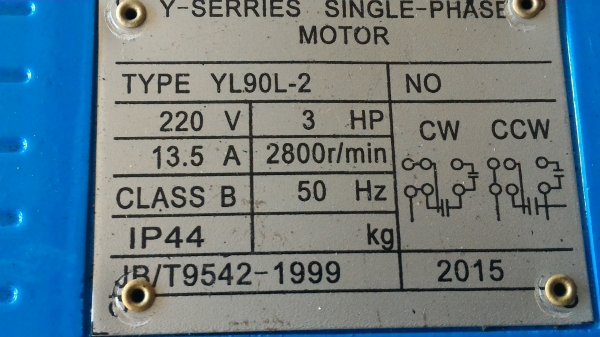 Y-SERRIES SINGLE-PHASE
MOTOR
TYPE YL90L-2 NO
220 V 3 HP
CW CCW
13.5 A 2800r/min
CLASS B 50 Hz
IP44 kg
JB/T9542-1999 2015